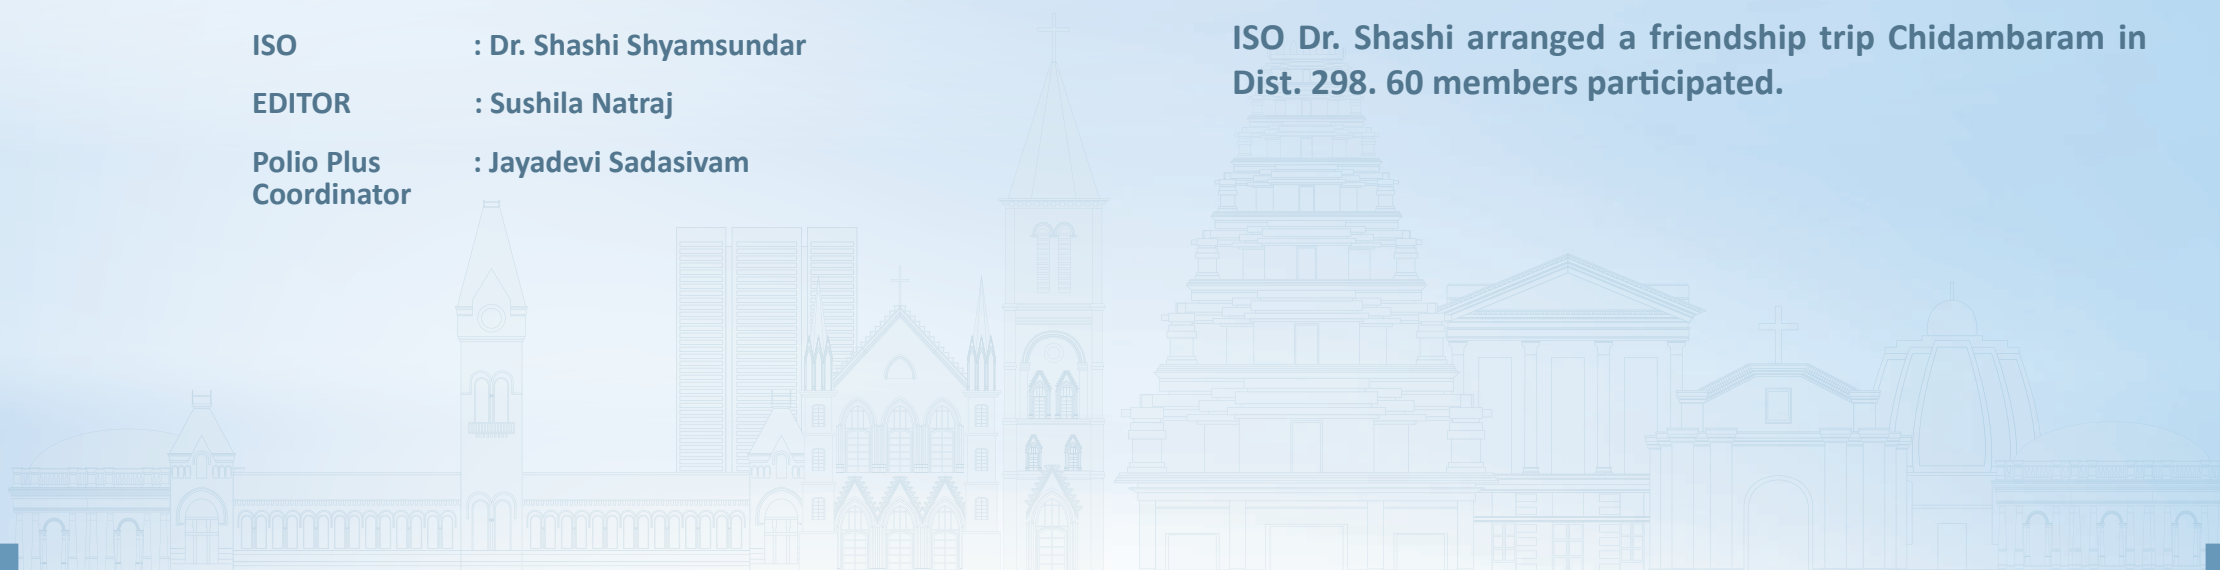 ISO : Dr. Shashi Shyamsundar
EDITOR : Sushila Natraj
Polio Plus : Jayadevi Sadasivam
Coordinator
ISO Dr. Shashi arranged a friendship trip Chidambaram in
Dist. 298. 60 members participated.